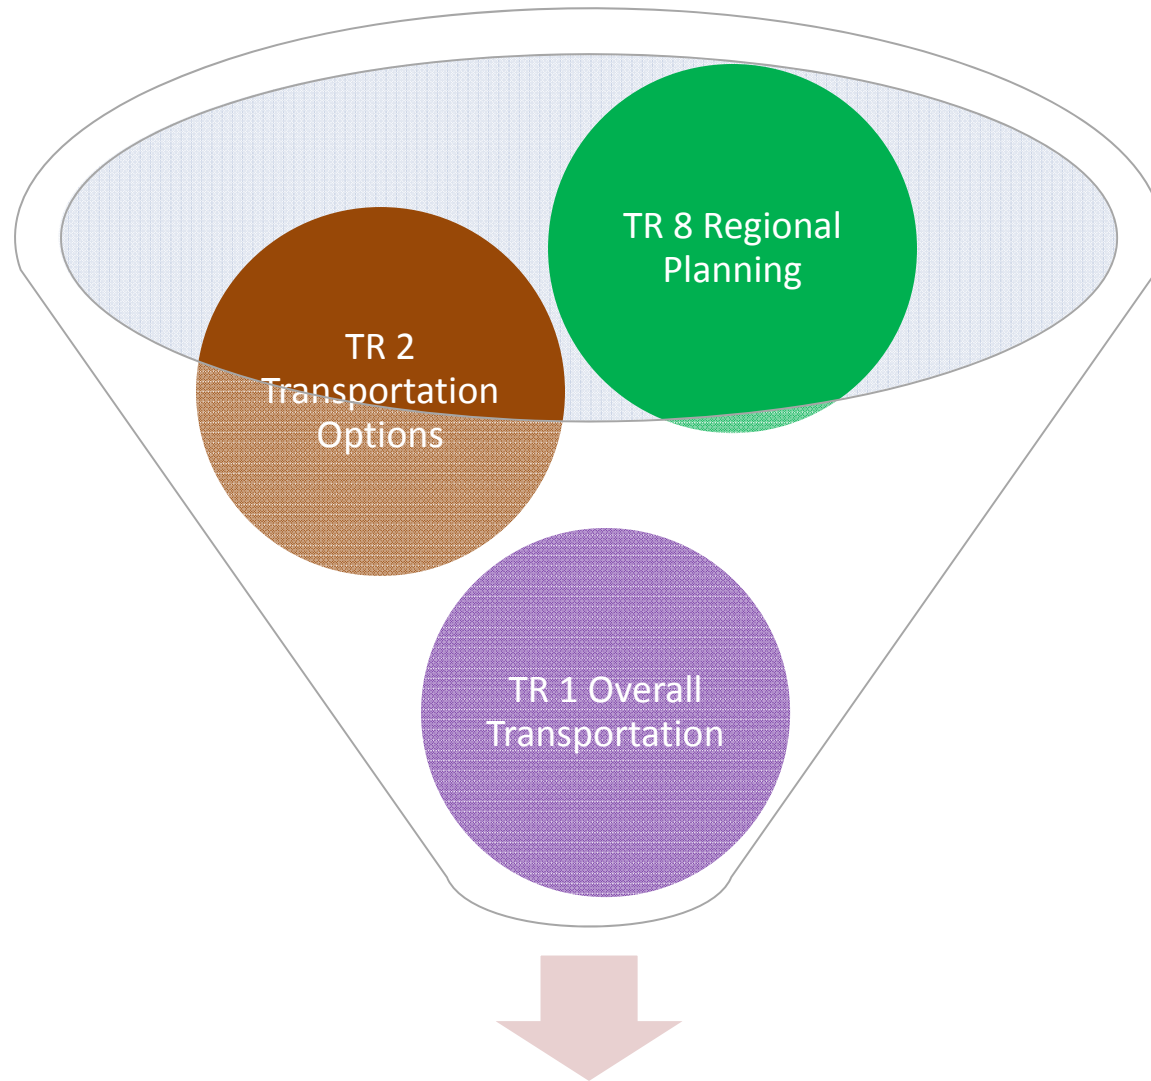 TR 8 Regional
Planning
TR 2
Transportation
Options
TR 1 Overall
Transportation